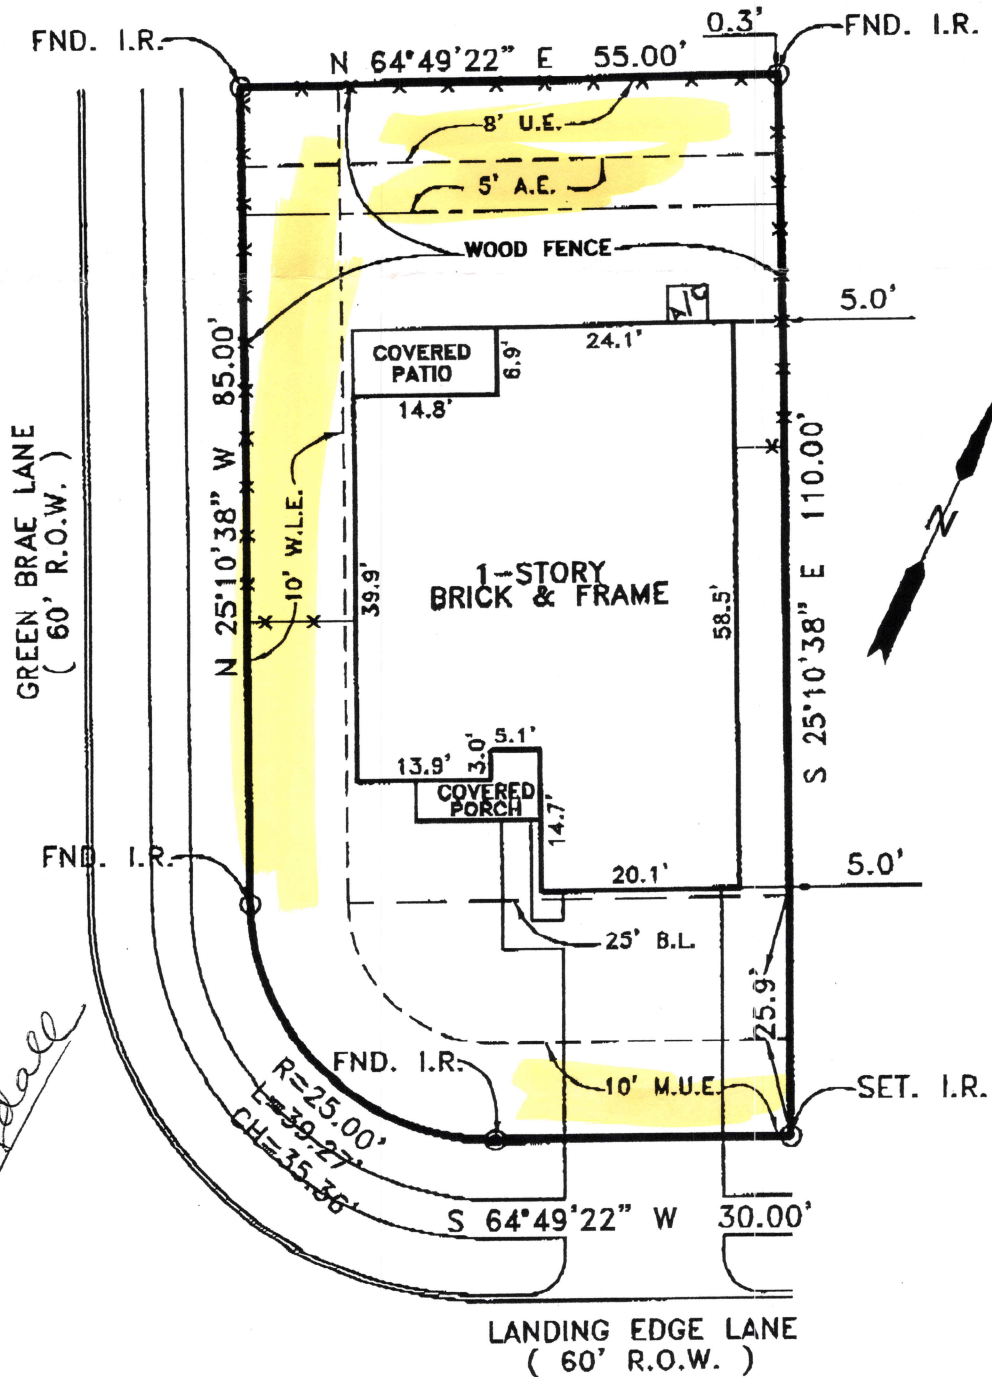 0.3'
FND. I.R.
FND. I.R.
N 64°49'22" E 55.00'
8' U.E.
5' A.E.
WOOD FENCE
A/C
5.0'
24.1'
COVERED
PATIO
6.9'
14.8'
GREEN BRAE LANE
( 60' R.O.W. )
N 25°10'38" W 85.00'
10' W.L.E.
39.9'
1-STORY
BRICK & FRAME
58.5'
S 25°10'38" E 110.00'
N
5.1'
3.0'
13.9'
COVERED
PORCH
14.7'
20.1'
5.0'
FND. I.R.
25' B.L.
25.9'
FND. I.R.
10' M.U.E.
SET. I.R.
R=25.00'
L=39.27'
CH=35.36'
S 64°49'22" W 30.00'
LANDING EDGE LANE
( 60' R.O.W. )